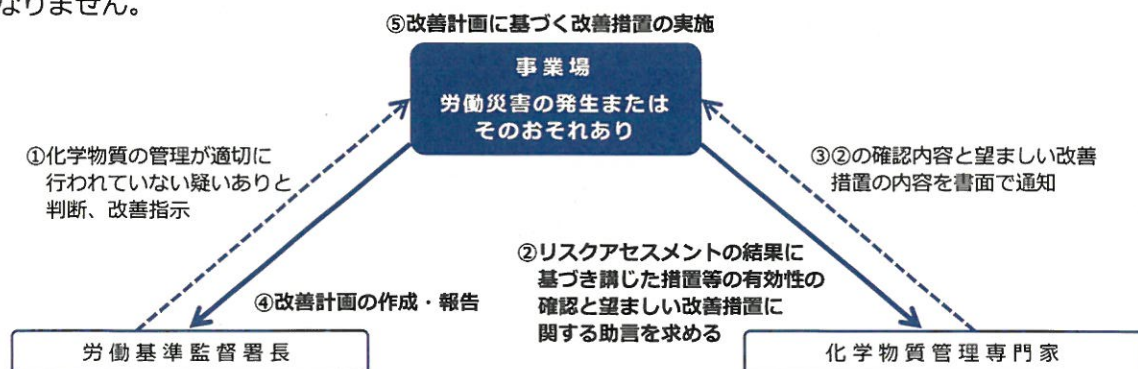 なりません。
⑤改善計画に基づく改善措置の実施
事業場
労働災害の発生または
そのおそれあり
①化学物質の管理が適切に
行われていない疑いありと
判断、改善指示
③②の確認内容と望ましい改善
措置の内容を書面で通知
②リスクアセスメントの結果に
基づき講じた措置等の有効性の
確認と望ましい改善措置に
関する助言を求める
④改善計画の作成・報告
労働基準監督署長
化学物質管理専門家